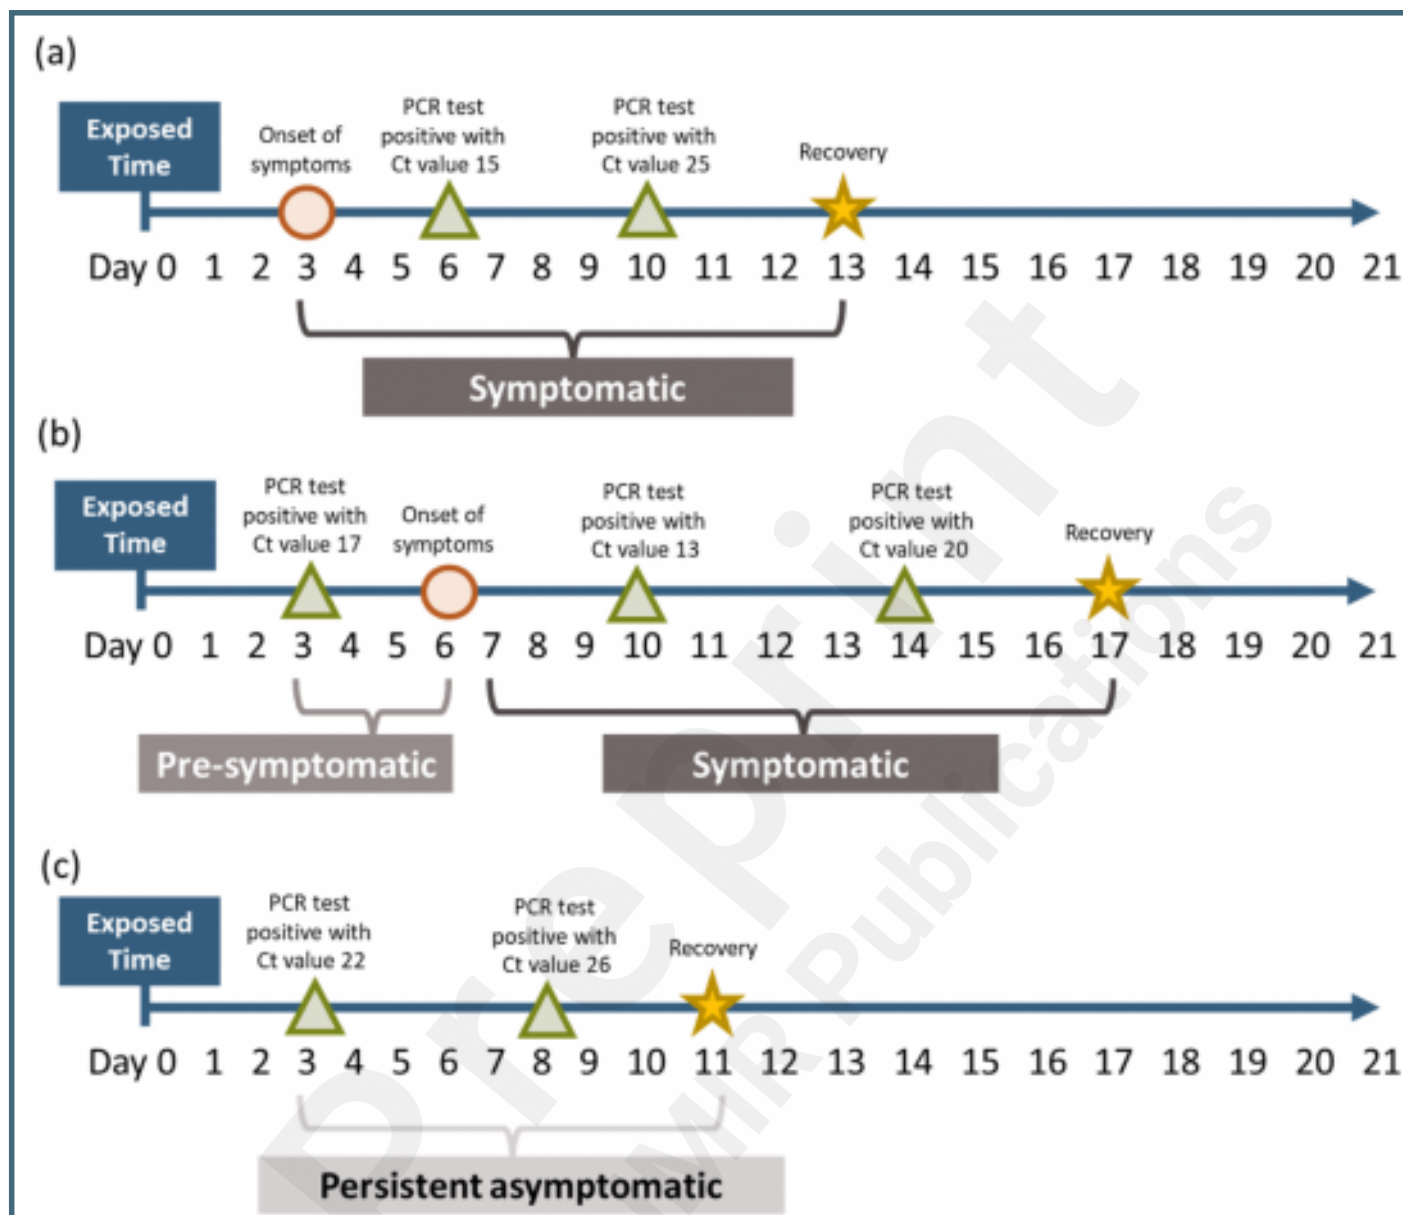 (a)
Exposed
Time
Onset of
symptoms
PCR test
positive with
Ct value 15
PCR test
positive with
Ct value 25
Recovery
Day 0 1 2 3 4 5 6 7 8 9 10 11 12 13 14 15 16 17 18 19 20 21
Symptomatic
(b)
Exposed
Time
PCR test
positive with
Ct value 17
Onset of
symptoms
PCR test
positive with
Ct value 13
PCR test
positive with
Ct value 20
Recovery
Day 0 1 2 3 4 5 6 7 8 9 10 11 12 13 14 15 16 17 18 19 20 21
Pre-symptomatic
Symptomatic
(c)
Exposed
Time
PCR test
positive with
Ct value 22
PCR test
positive with
Ct value 26
Recovery
Day 0 1 2 3 4 5 6 7 8 9 10 11 12 13 14 15 16 17 18 19 20 21
Persistent asymptomatic
Preprint
MIR Publications